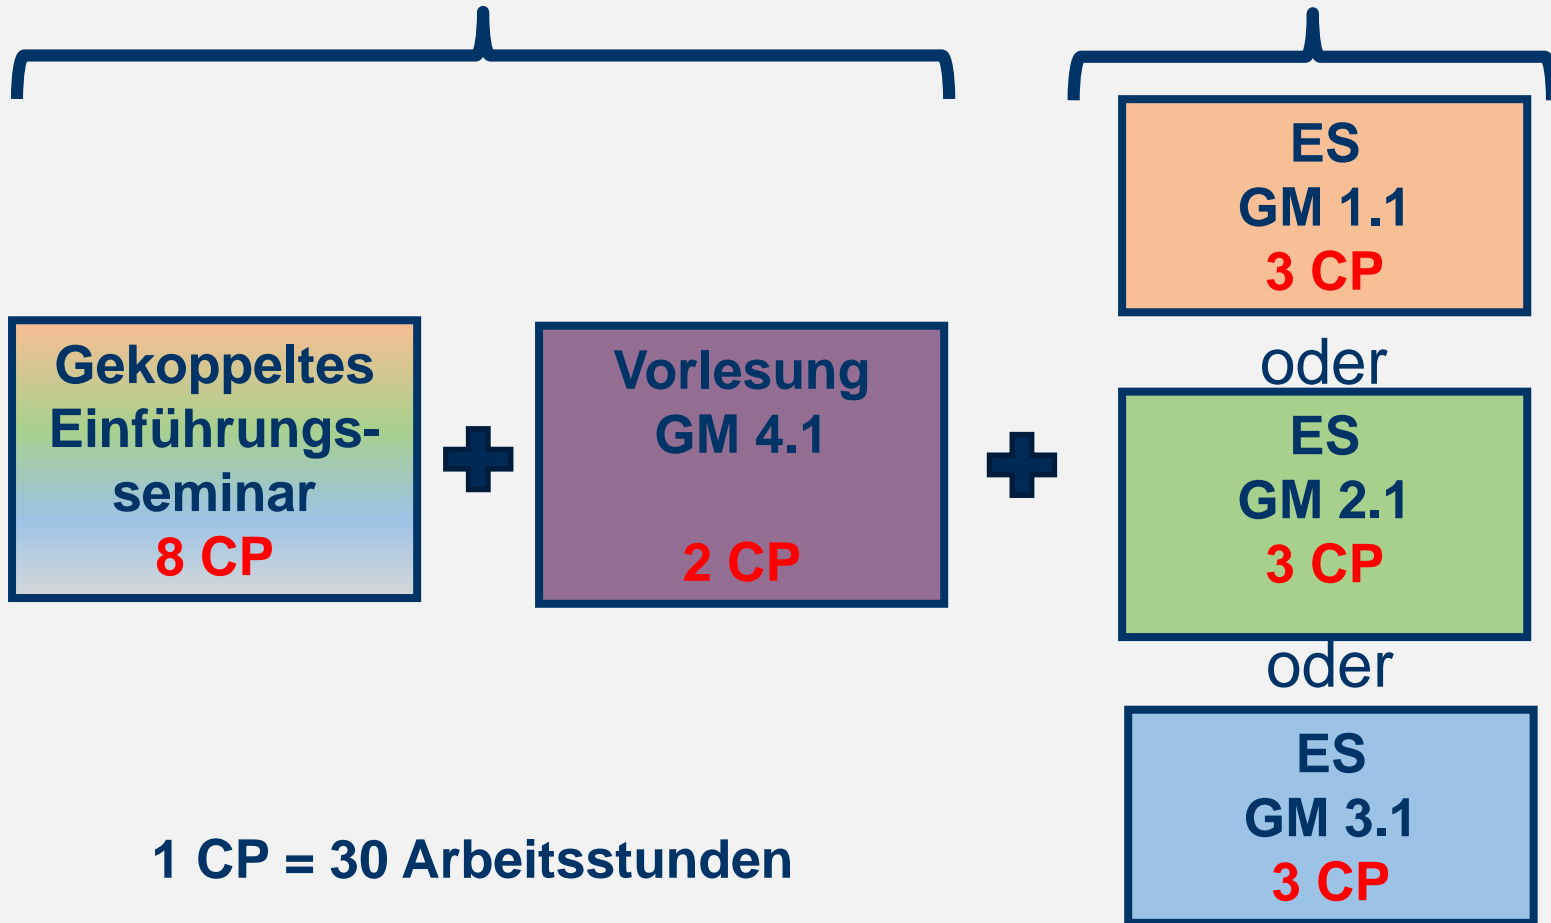 Gekoppeltes
Einführungs-
seminar
8 CP
Vorlesung
GM 4.1
2 CP
ES
GM 1.1
3 CP
oder
ES
GM 2.1
3 CP
oder
ES
GM 3.1
3 CP
1 CP = 30 Arbeitsstunden